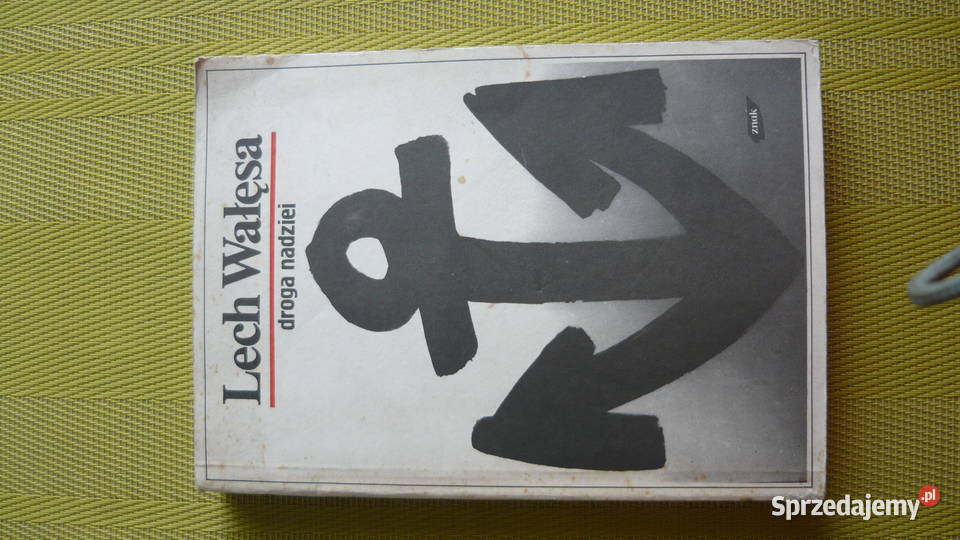 Lech Wałęsa
droga nadziei
znak
Sprzedajemy.pl